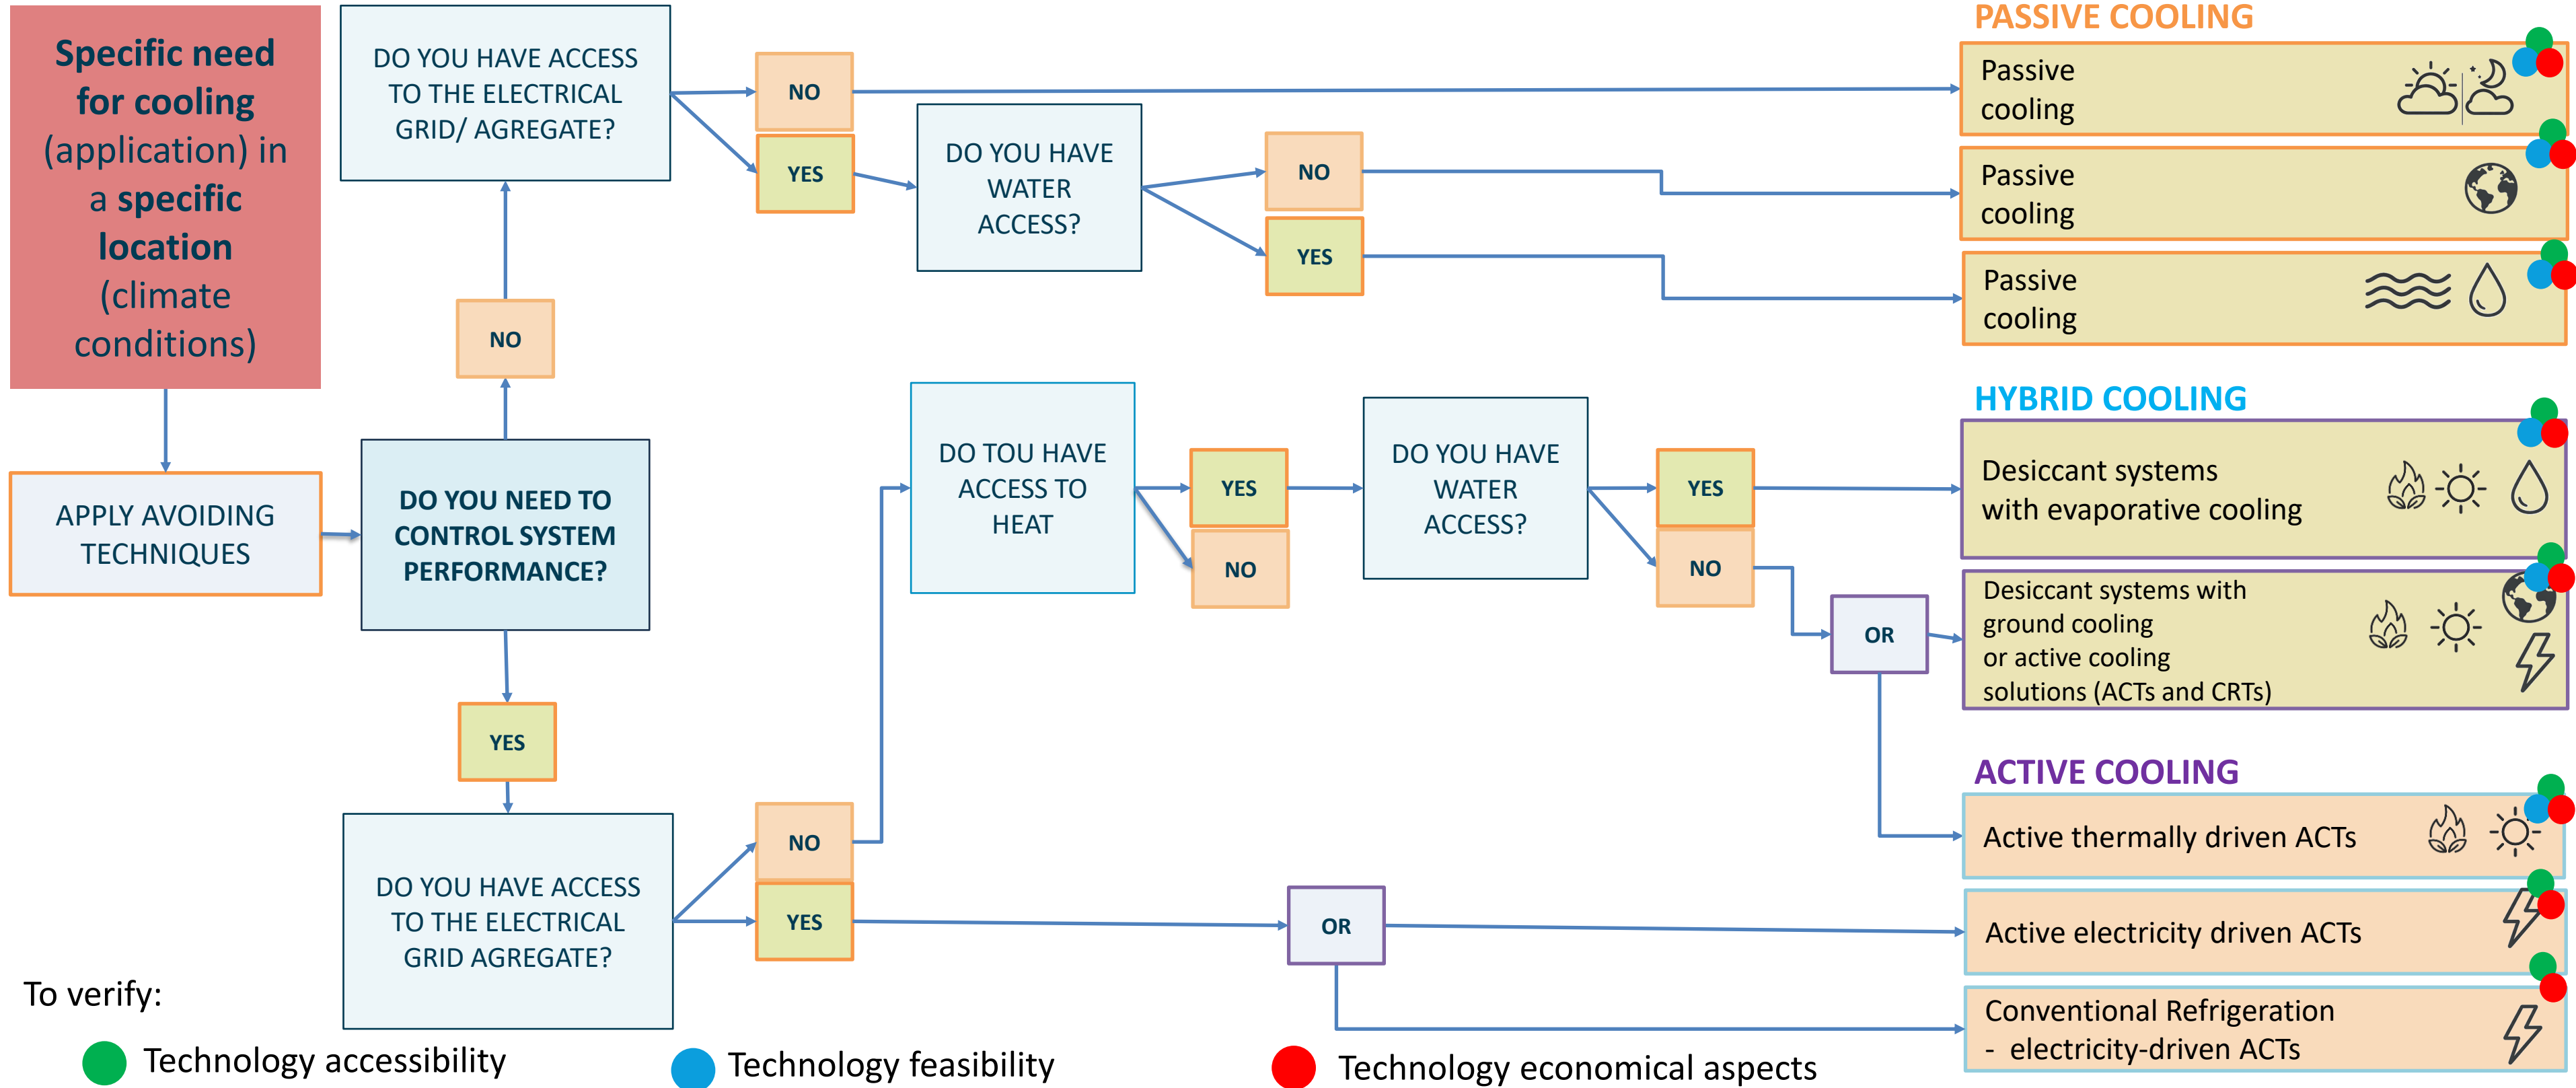 Specific need
for cooling
(application) in
a specific
location
(climate
conditions)
APPLY AVOIDING
TECHNIQUES
DO YOU HAVE ACCESS
TO THE ELECTRICAL
GRID/ AGREGATE?
NO
YES
DO YOU HAVE
WATER
ACCESS?
NO
YES
NO
DO YOU NEED TO
CONTROL SYSTEM
PERFORMANCE?
YES
DO YOU HAVE ACCESS
TO THE ELECTRICAL
GRID AGREGATE?
NO
YES
DO TOU HAVE
ACCESS TO
HEAT
YES
NO
DO YOU HAVE
WATER
ACCESS?
YES
NO
OR
OR
PASSIVE COOLING
Passive
cooling
Passive
cooling
Passive
cooling
HYBRID COOLING
Desiccant systems
with evaporative cooling
Desiccant systems with
ground cooling
or active cooling
solutions (ACTs and CRTs)
ACTIVE COOLING
Active thermally driven ACTs
Active electricity driven ACTs
Conventional Refrigeration
- electricity-driven ACTs
To verify:
Technology accessibility
Technology feasibility
Technology economical aspects